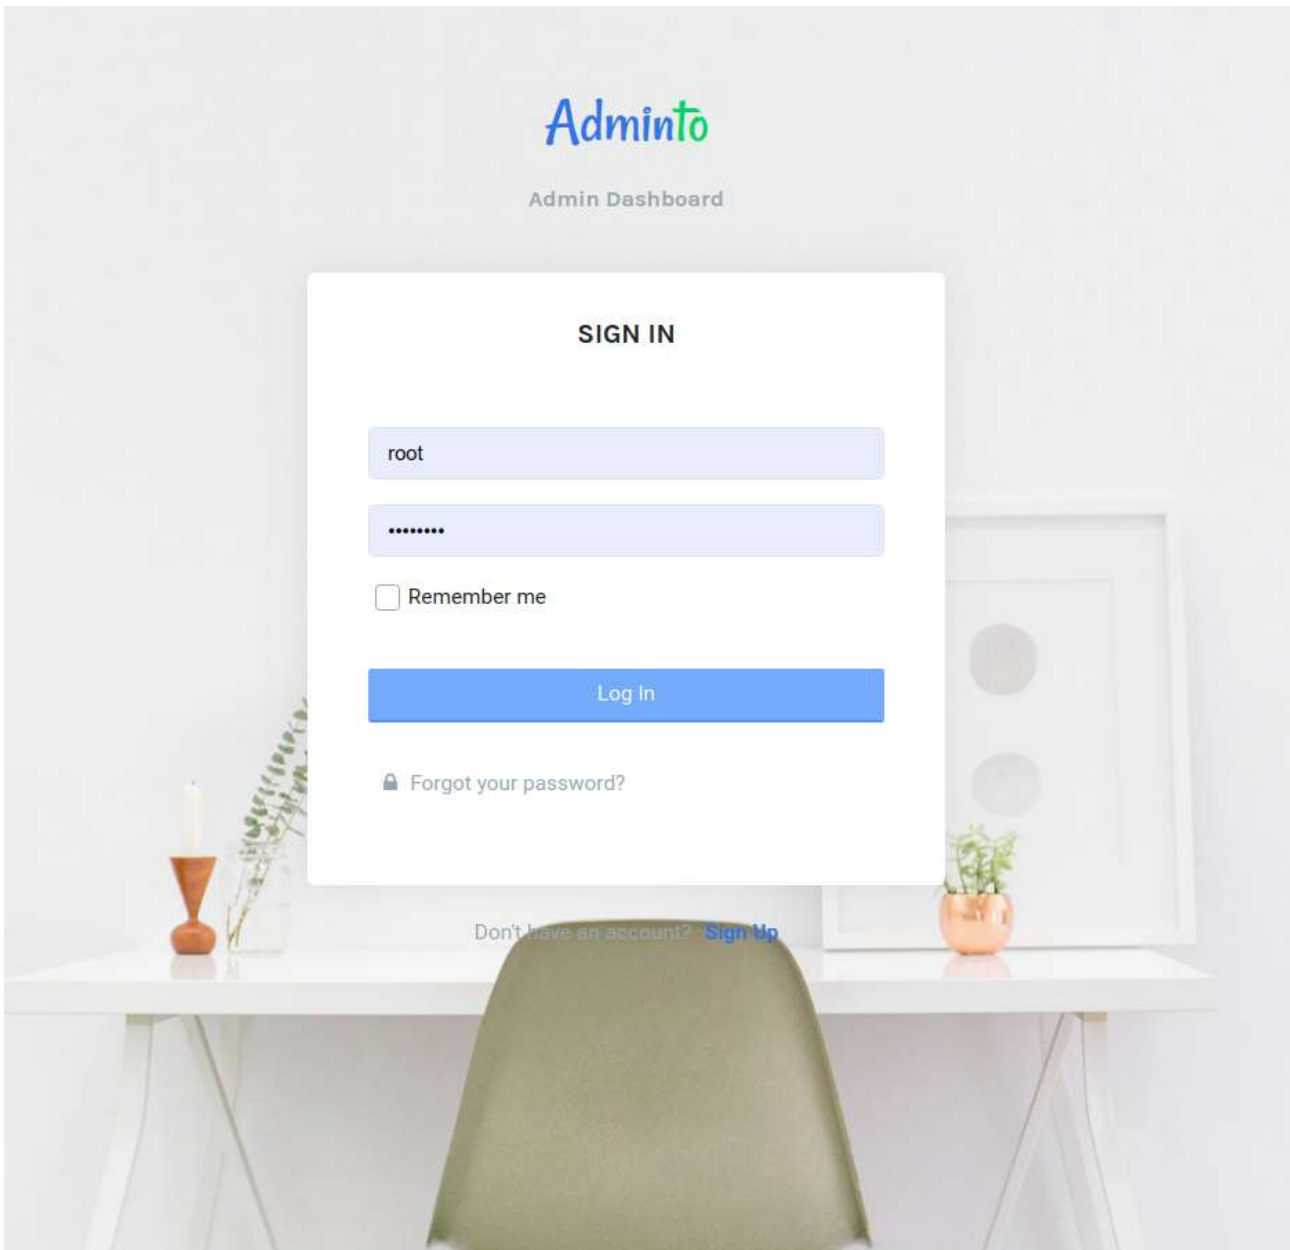 Adminto
Admin Dashboard
SIGN IN
root
••••••••
Remember me
Log In
Forgot your password?
Don't have an account? Sign Up